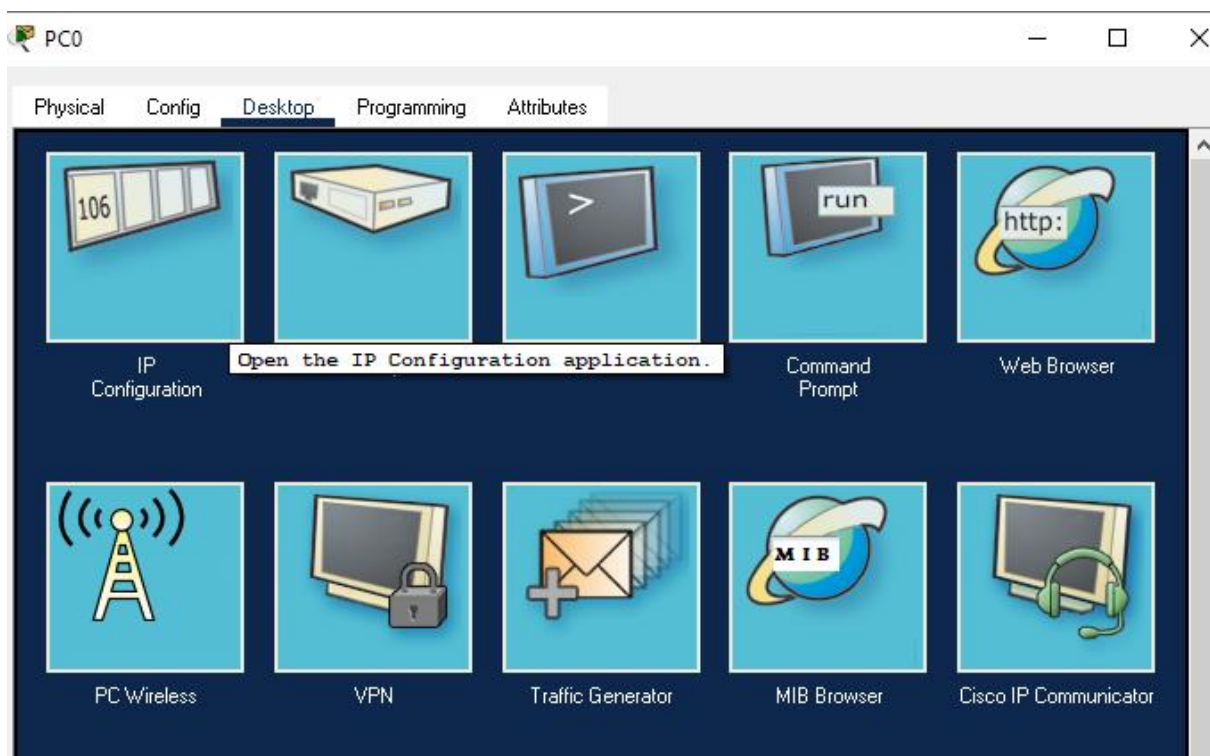 PC0
Physical Config Desktop Programming Attributes
106
>
run
http:
IP
Configuration
Open the IP Configuration application.
Command
Prompt
Web Browser
MIB
PC Wireless
VPN
Traffic Generator
MIB Browser
Cisco IP Communicator